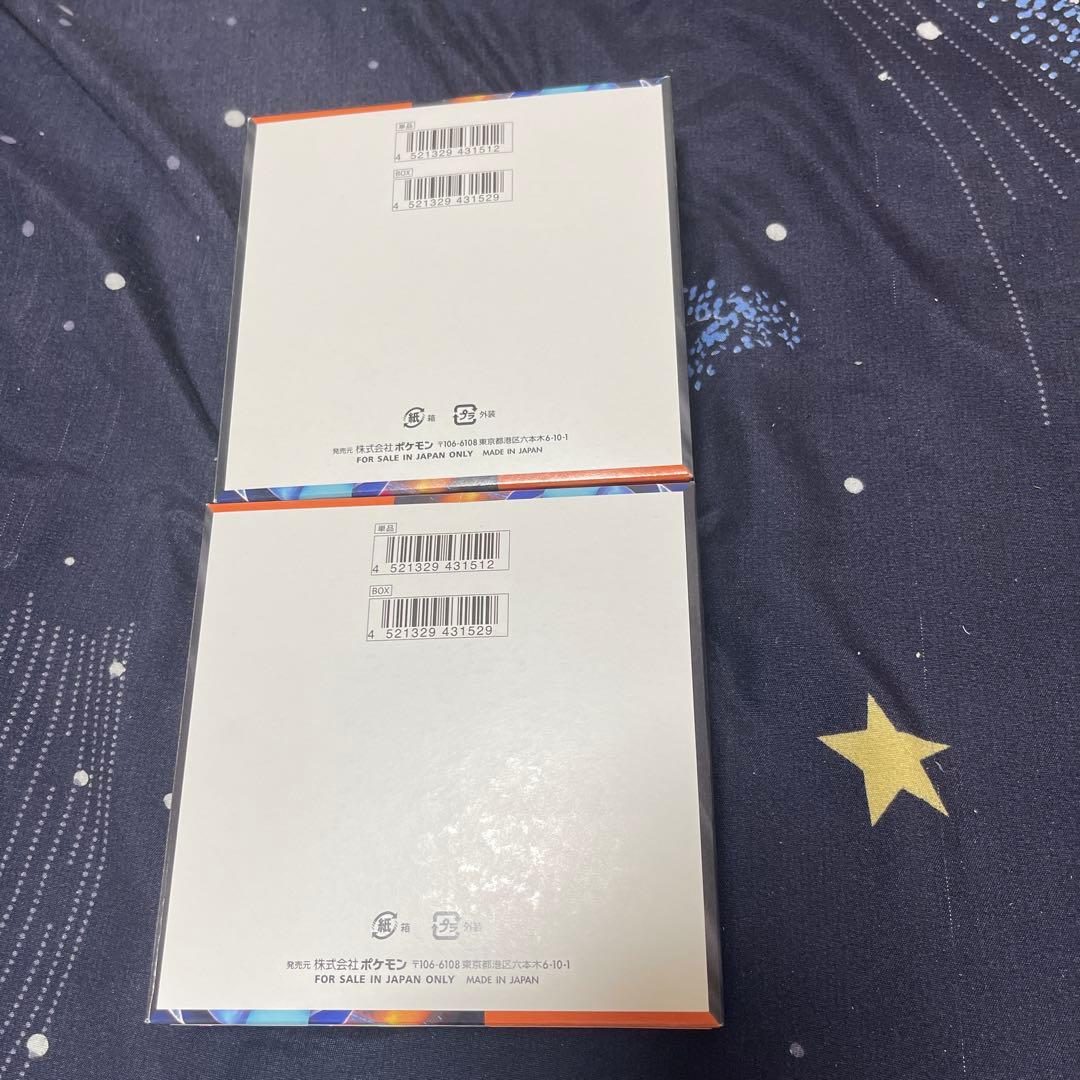 単品
4 521329 431512
BOX
4 521329 431529
紙 箱 プラ 外装
発売元 株式会社ポケモン 〒106-6108 東京都港区六本木6-10-1
FOR SALE IN JAPAN ONLY MADE IN JAPAN
単品
4 521329 431512
BOX
4 521329 431529
紙 箱 プラ 外装
発売元 株式会社ポケモン 〒106-6108 東京都港区六本木6-10-1
FOR SALE IN JAPAN ONLY MADE IN JAPAN